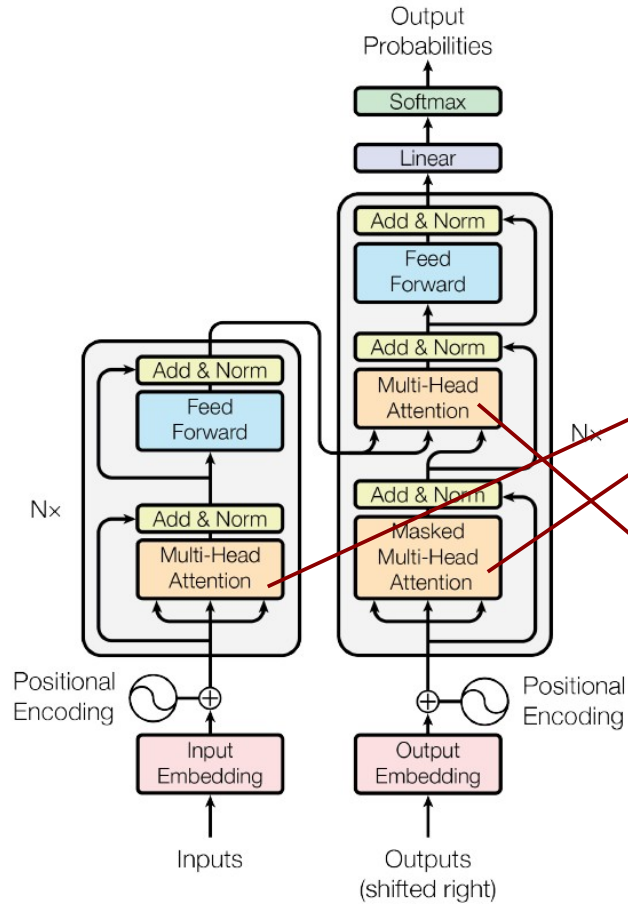 Output
Probabilities
Softmax
Linear
Add & Norm
Feed
Forward
Add & Norm
Multi-Head
Attention
Nx
Add & Norm
Masked
Multi-Head
Attention
Add & Norm
Feed
Forward
Nx
Add & Norm
Multi-Head
Attention
Positional
Encoding
Positional
Encoding
Input
Embedding
Output
Embedding
Inputs
Outputs
(shifted right)